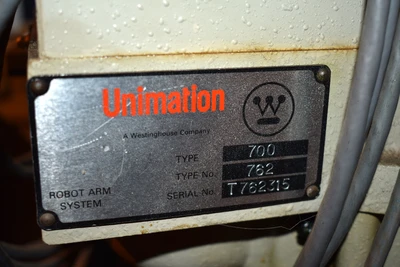 Unimation
A Westinghouse Company
TYPE 700
TYPE No. 762
SERIAL No. T762315
ROBOT ARM
SYSTEM